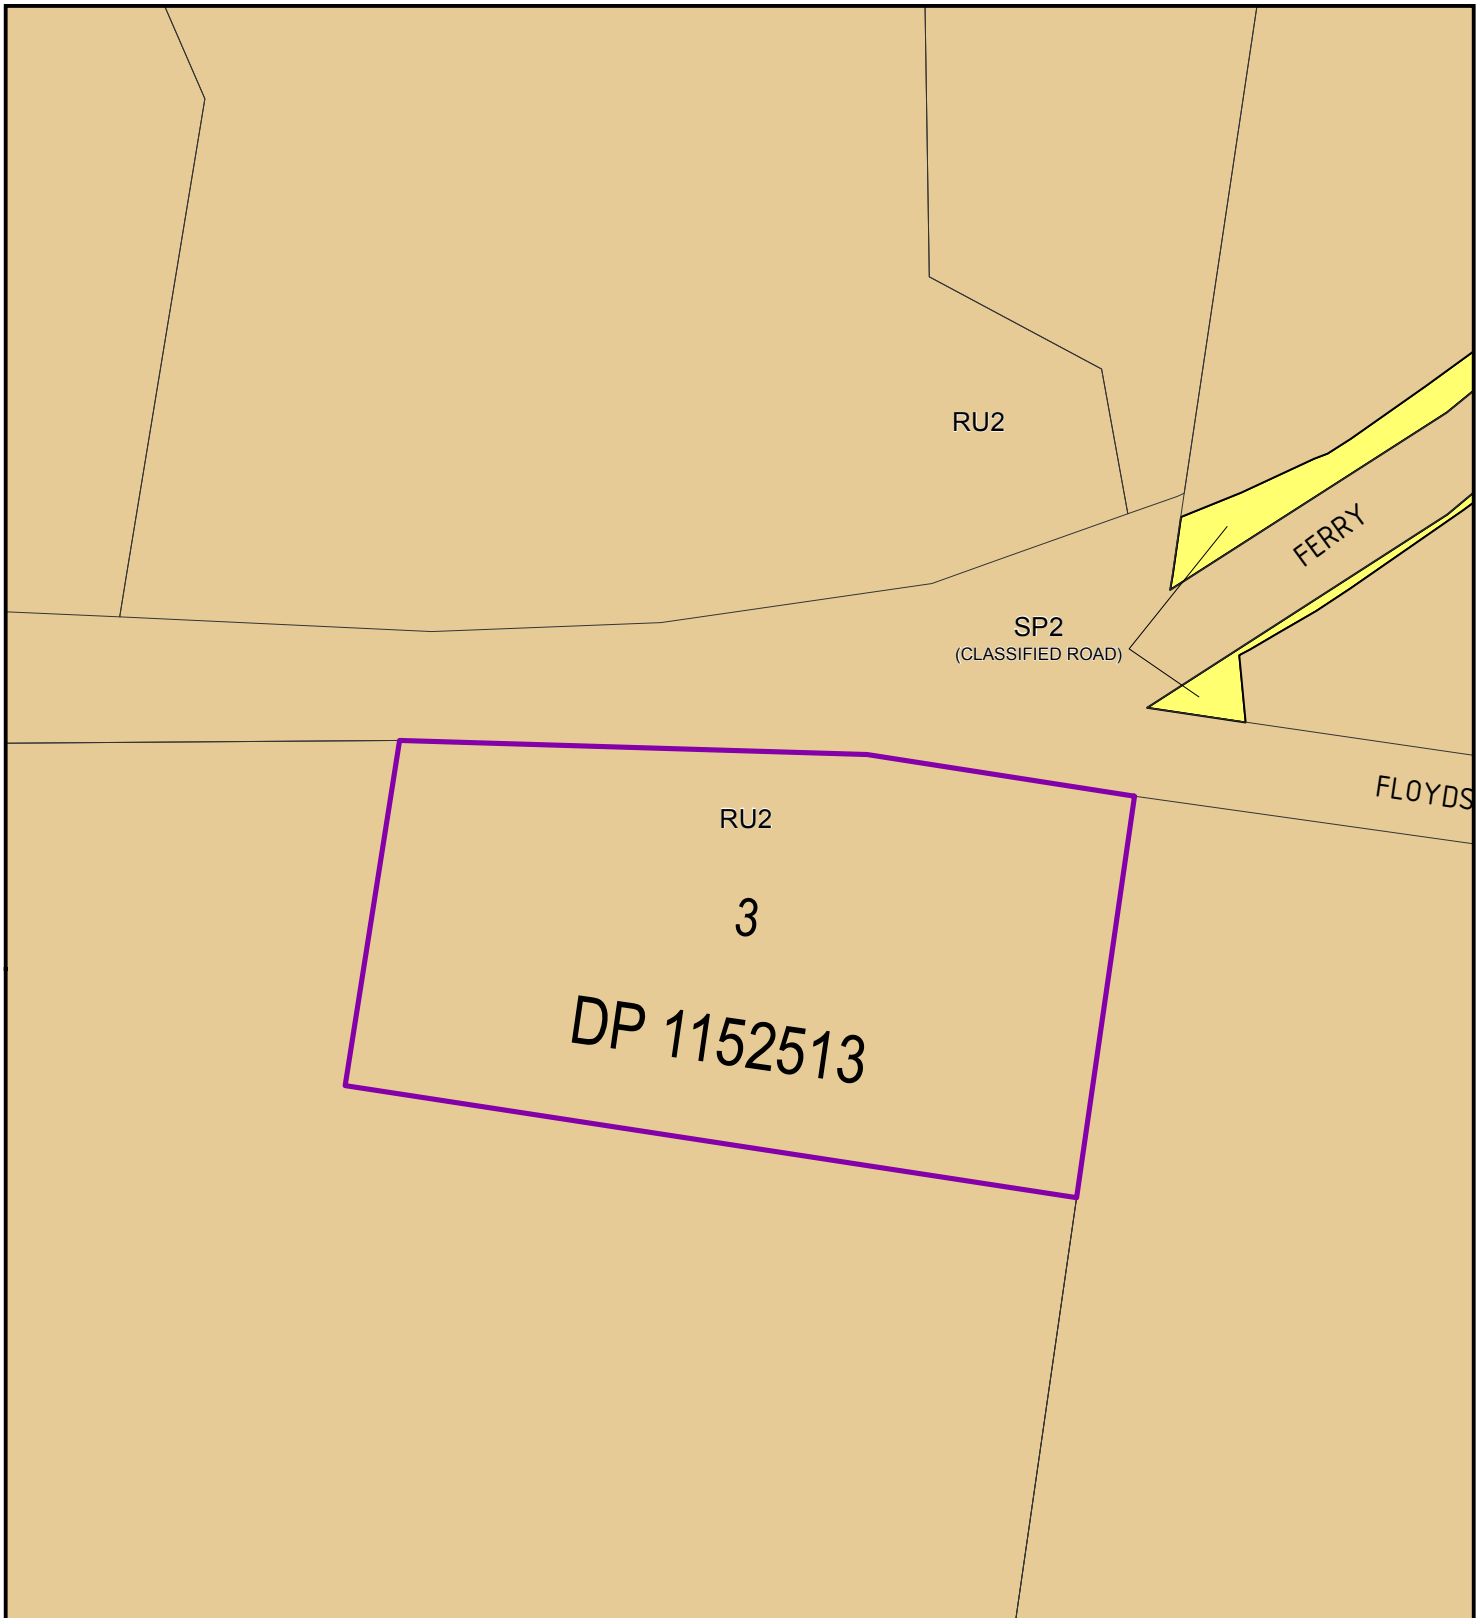 RU2
FERRY
SP2
(CLASSIFIED ROAD)
FLOYDS
RU2
3
DP 1152513